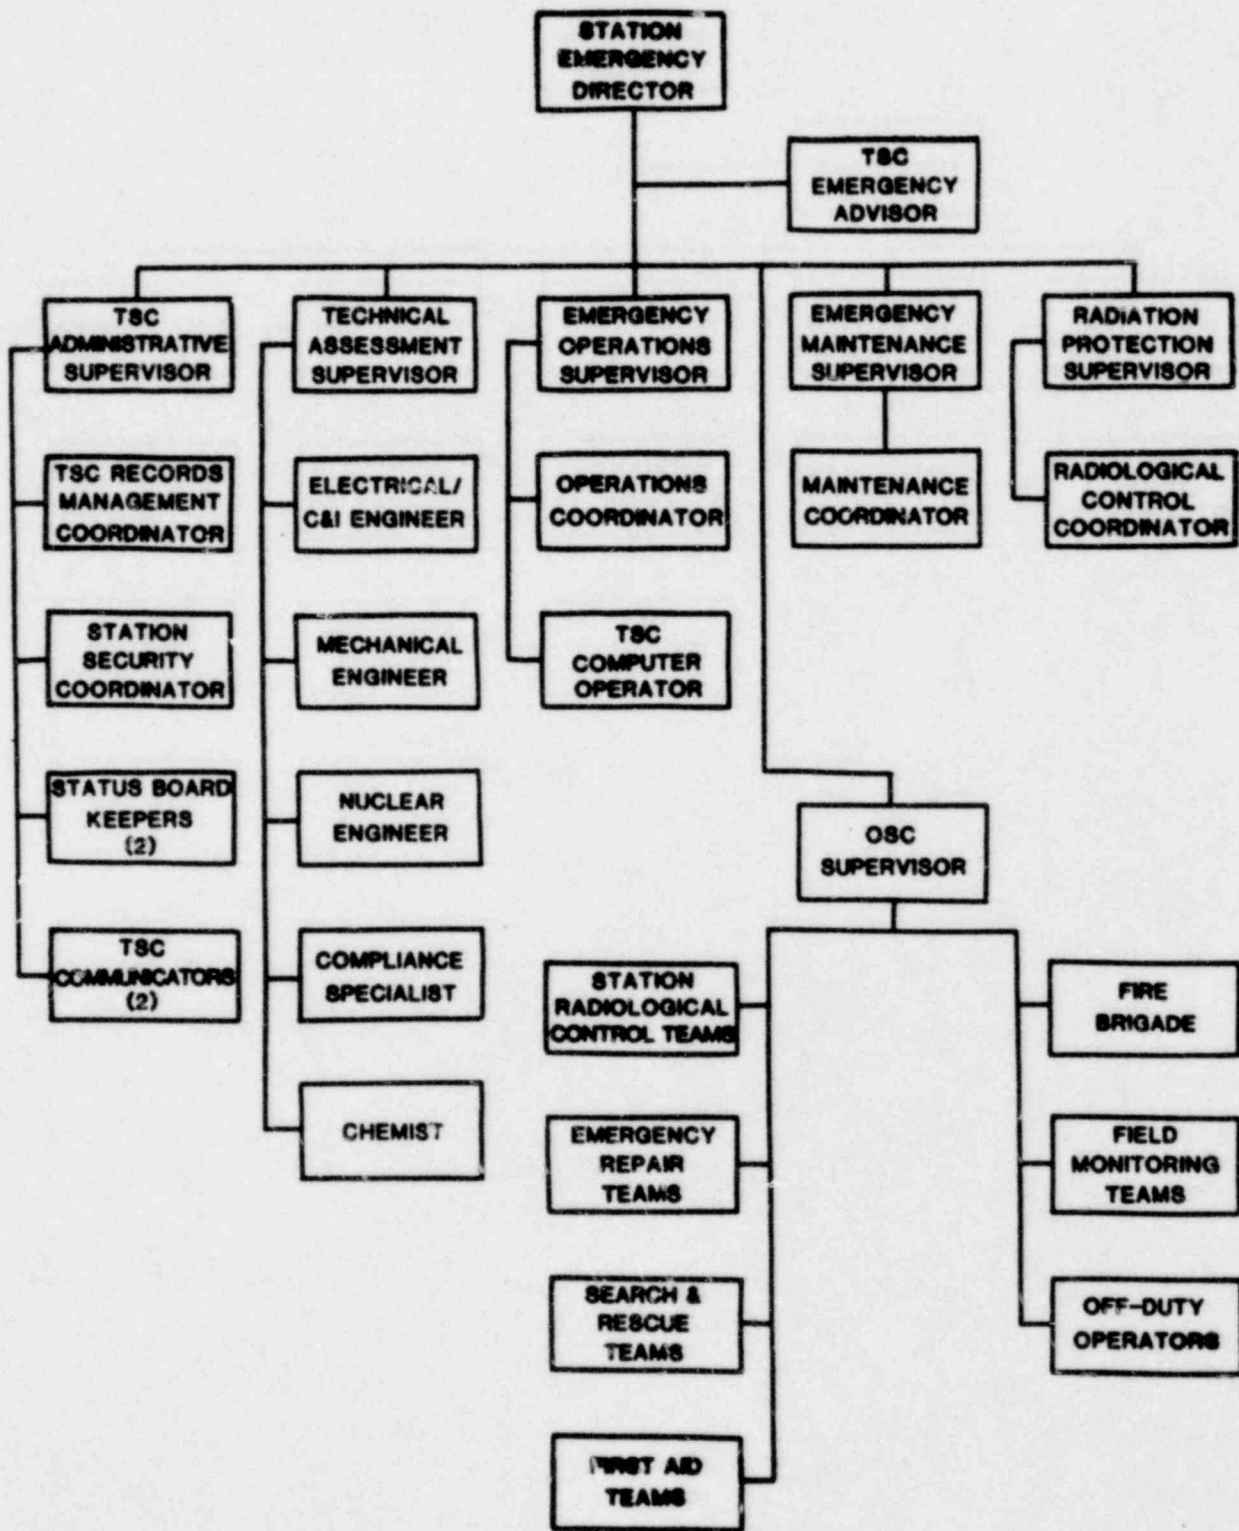 STATION
EMERGENCY
DIRECTOR
TSC
EMERGENCY
ADVISOR
TSC
ADMINISTRATIVE
SUPERVISOR
TECHNICAL
ASSESSMENT
SUPERVISOR
EMERGENCY
OPERATIONS
SUPERVISOR
EMERGENCY
MAINTENANCE
SUPERVISOR
RADIATION
PROTECTION
SUPERVISOR
TSC RECORDS
MANAGEMENT
COORDINATOR
ELECTRICAL/
C&I ENGINEER
OPERATIONS
COORDINATOR
MAINTENANCE
COORDINATOR
RADIOLOGICAL
CONTROL
COORDINATOR
STATION
SECURITY
COORDINATOR
MECHANICAL
ENGINEER
TSC
COMPUTER
OPERATOR
STATUS BOARD
KEEPERS
(2)
NUCLEAR
ENGINEER
OSC
SUPERVISOR
TSC
COMMUNICATORS
(2)
COMPLIANCE
SPECIALIST
STATION
RADIOLOGICAL
CONTROL TEAMS
FIRE
BRIGADE
CHEMIST
EMERGENCY
REPAIR
TEAMS
FIELD
MONITORING
TEAMS
SEARCH &
RESCUE
TEAMS
OFF-DUTY
OPERATORS
FIRST AID
TEAMS